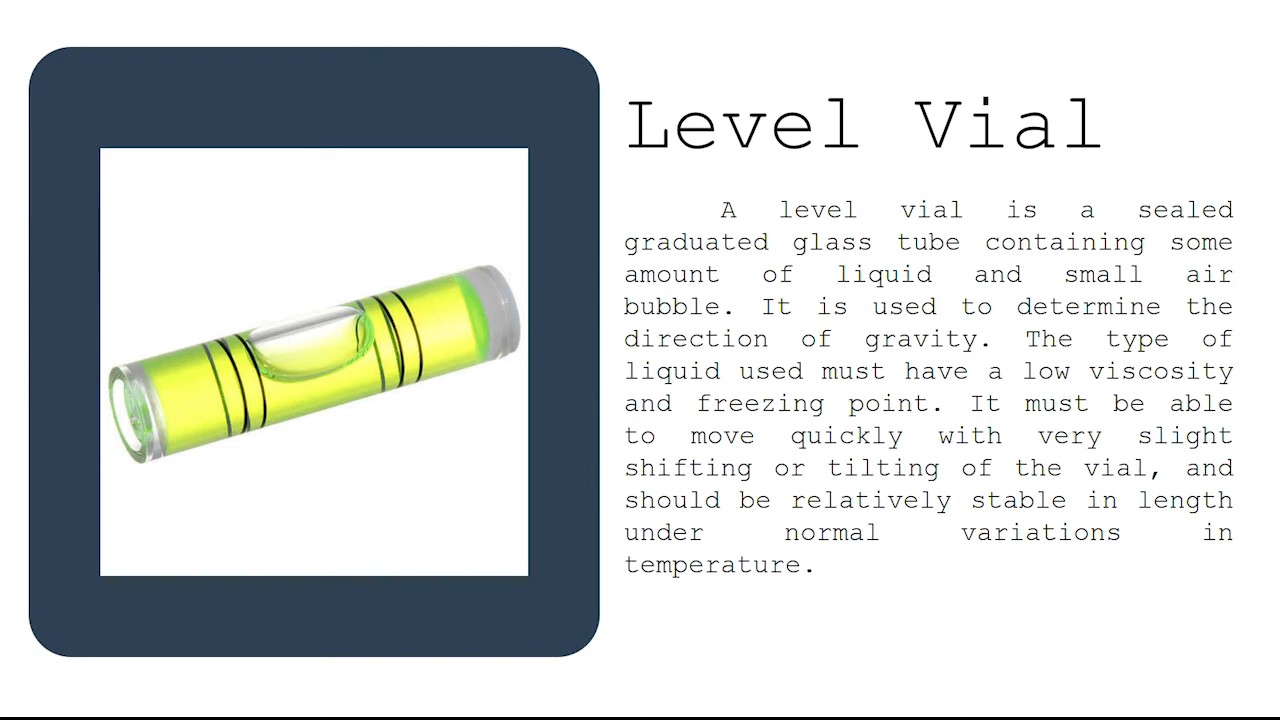 Level Vial
A level vial is a sealed
graduated glass tube containing some
amount of liquid and small air
bubble. It is used to determine the
direction of gravity. The type of
liquid used must have a low viscosity
and freezing point. It must be able
to move quickly with very slight
shifting or tilting of the vial, and
should be relatively stable in length
under normal variations in
temperature.